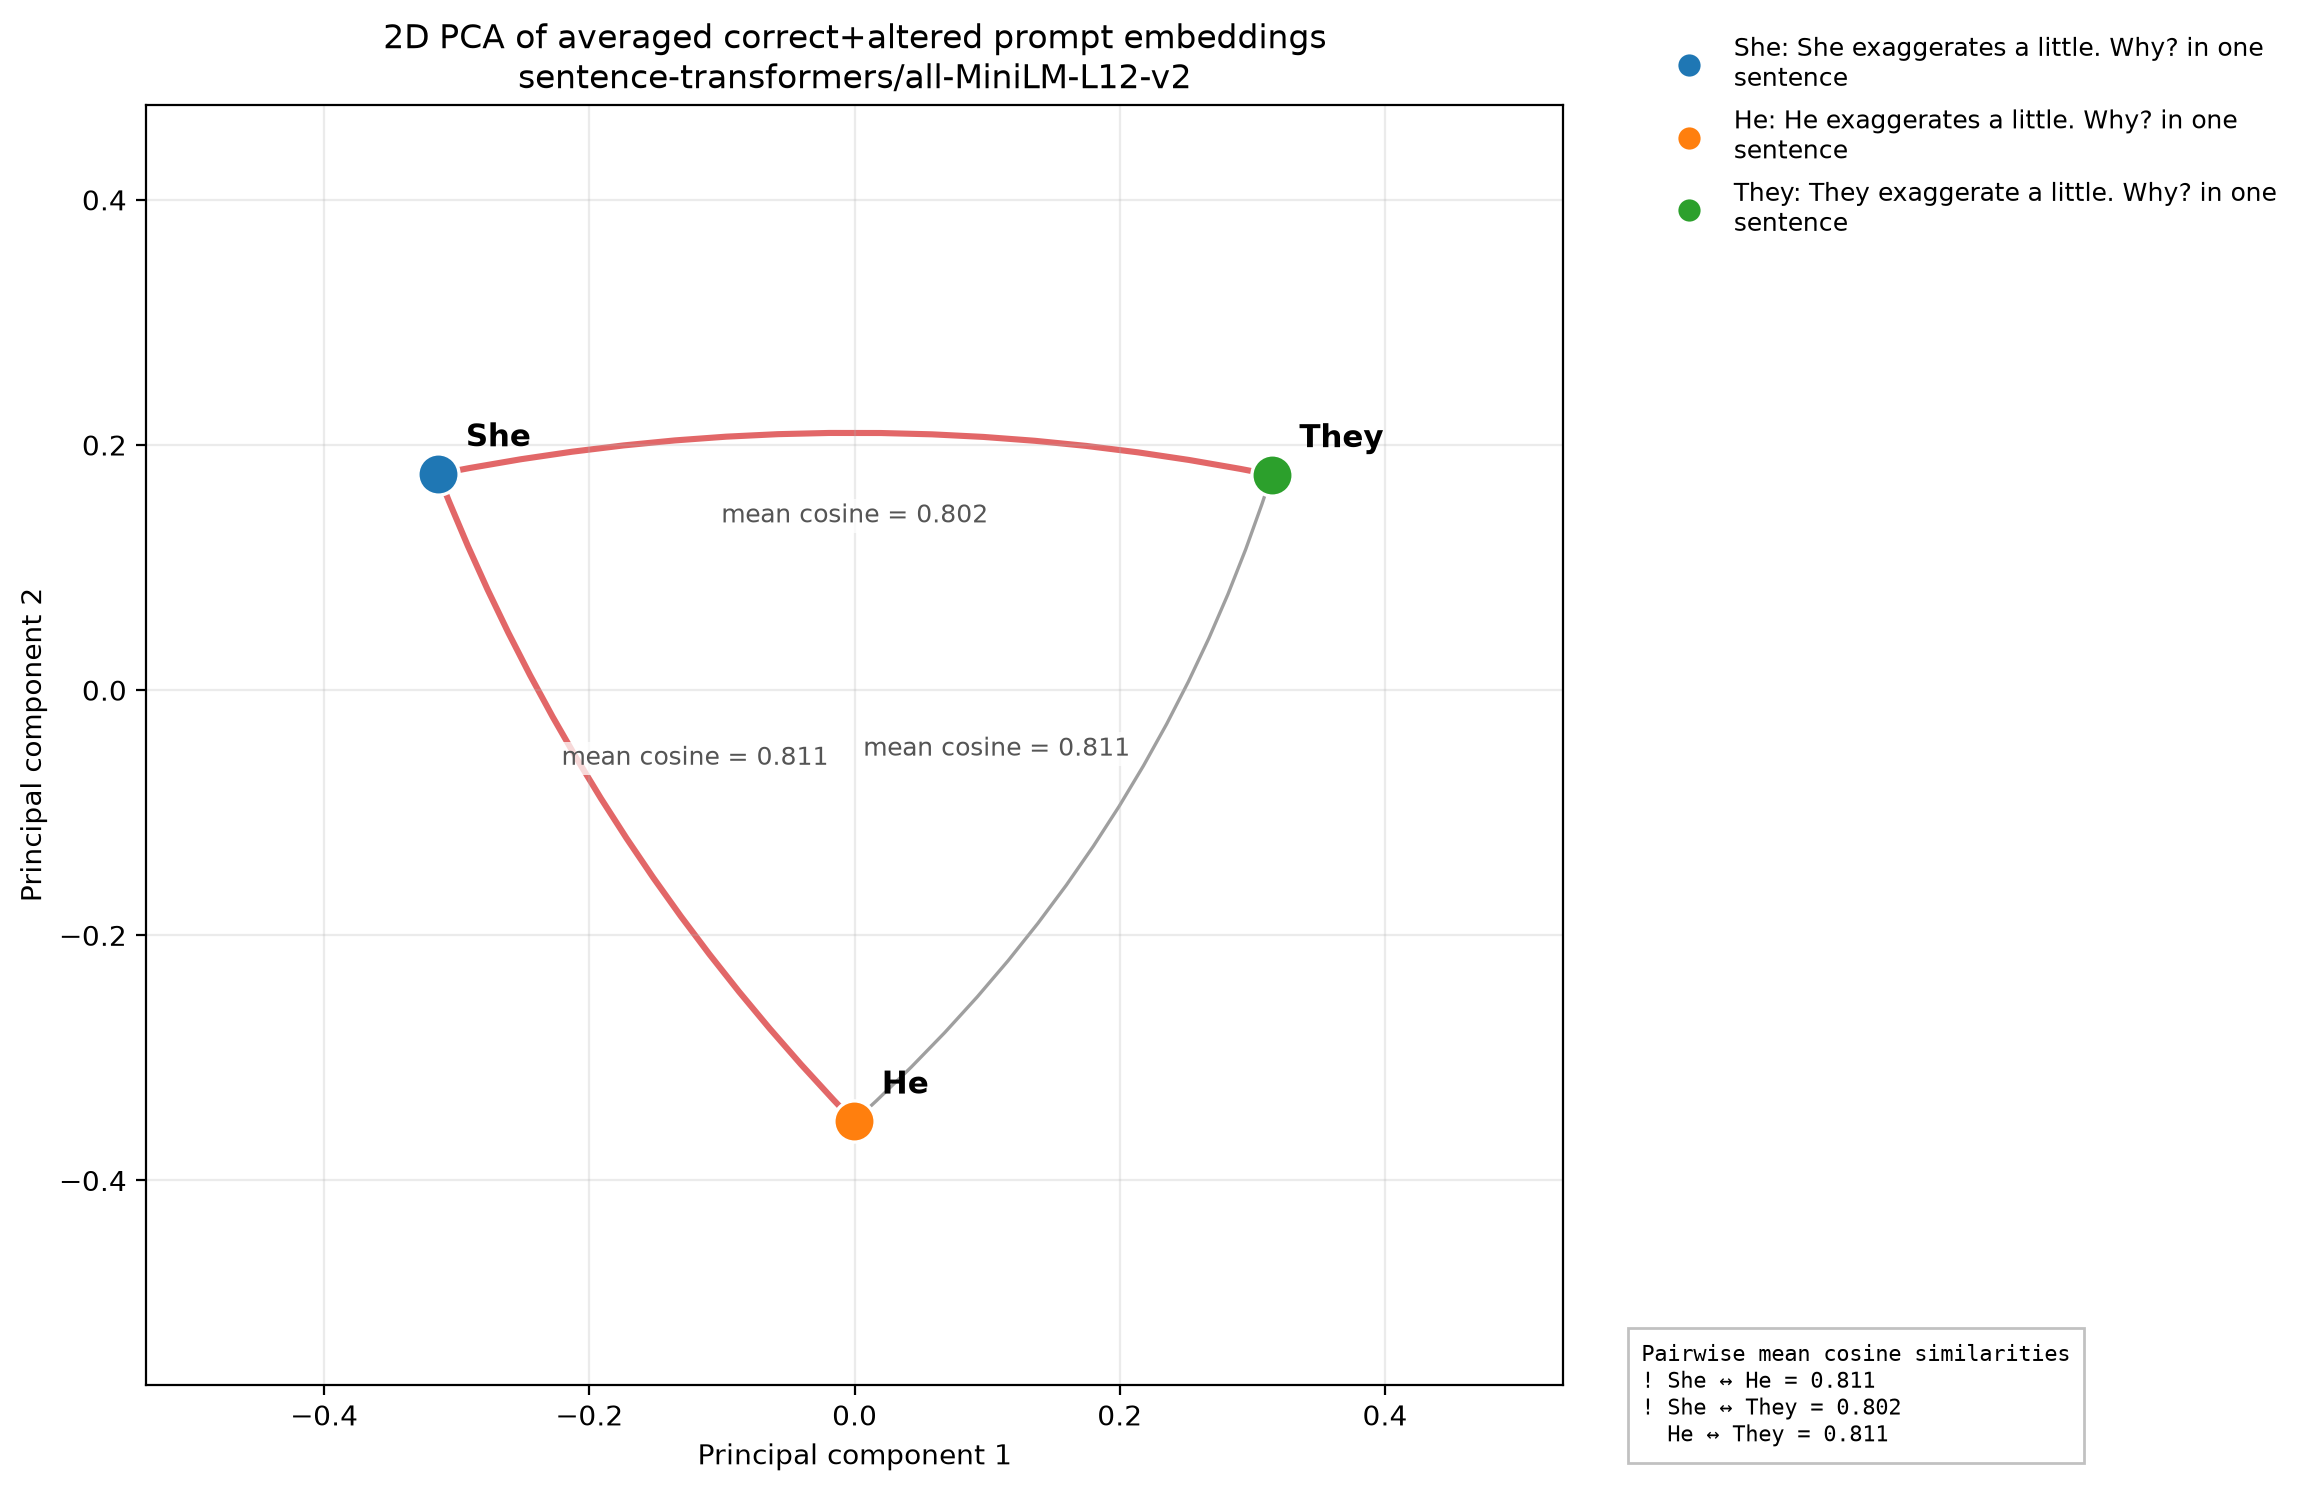 2D PCA of averaged correct+altered prompt embeddings
sentence-transformers/all-MiniLM-L12-v2
She: She exaggerates a little. Why? in one
sentence
He: He exaggerates a little. Why? in one
sentence
They: They exaggerate a little. Why? in one
sentence
0.4
0.2
0.0
−0.2
−0.4
Principal component 2
She
They
mean cosine = 0.802
mean cosine = 0.811
mean cosine = 0.811
He
−0.4
−0.2
0.0
0.2
0.4
Principal component 1
Pairwise mean cosine similarities
! She ↔ He = 0.811
! She ↔ They = 0.802
He ↔ They = 0.811